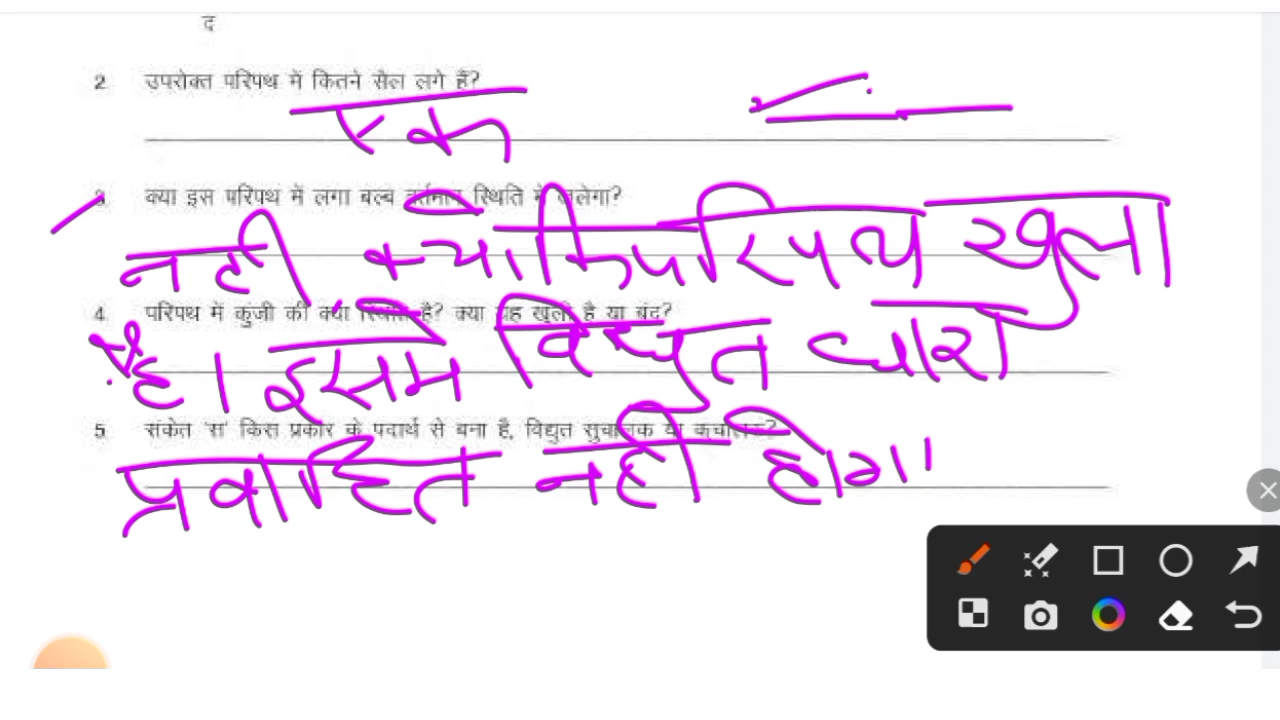 द
2. उपरोक्त परिपथ में कितने सैल लगे हैं?
एक
3. क्या इस परिपथ में लगा बल्ब वर्तमान स्थिति में जलेगा?
नही क्योकि परिपथ खुला
4. परिपथ में कुंजी की क्या स्थिति है? क्या यह खुली है या बंद?
है। इसमे विधुत धारा
5. संकेत 'स' किस प्रकार के पदार्थ से बना है, विद्युत सुचालक या कुचालक?
प्रवाहित नही होगा।